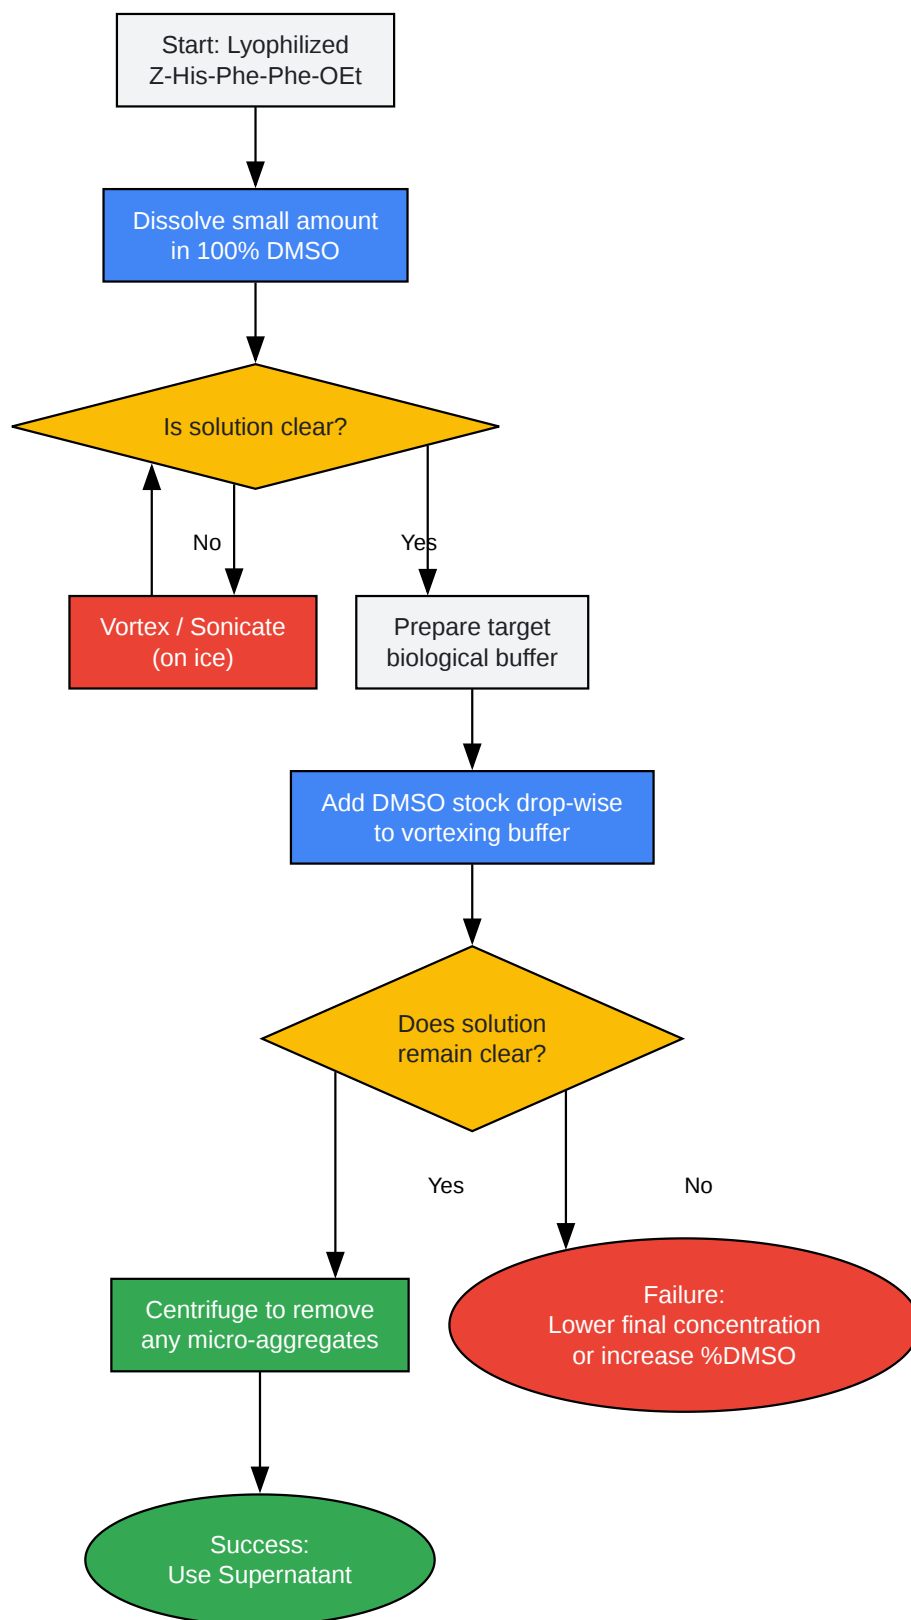 Start: Lyophilized
Z-His-Phe-Phe-OEt
Dissolve small amount
in 100% DMSO
Is solution clear?
No
Yes
Vortex / Sonicate
(on ice)
Prepare target
biological buffer
Add DMSO stock drop-wise
to vortexing buffer
Does solution
remain clear?
Yes
No
Centrifuge to remove
any micro-aggregates
Failure:
Lower final concentration
or increase %DMSO
Success:
Use Supernatant